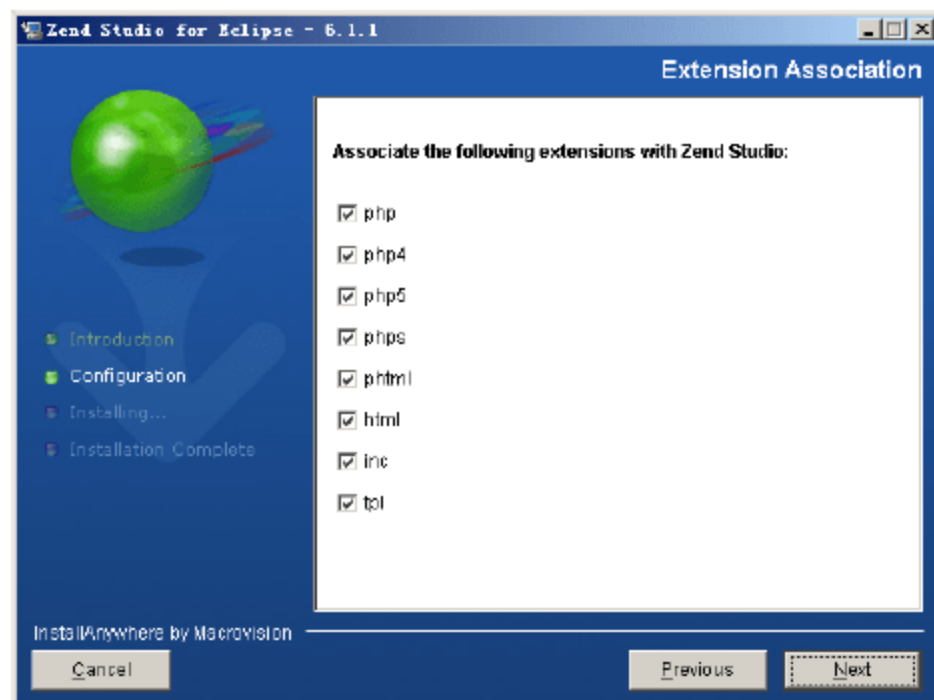 Zend Studio for Eclipse - 6.1.1
Extension Association
Associate the following extensions with Zend Studio:
php
php4
php5
phps
phtml
html
inc
tpl
Introduction
Configuration
Installing...
Installation Complete
InstallAnywhere by Macrovision
Cancel
Previous
Next